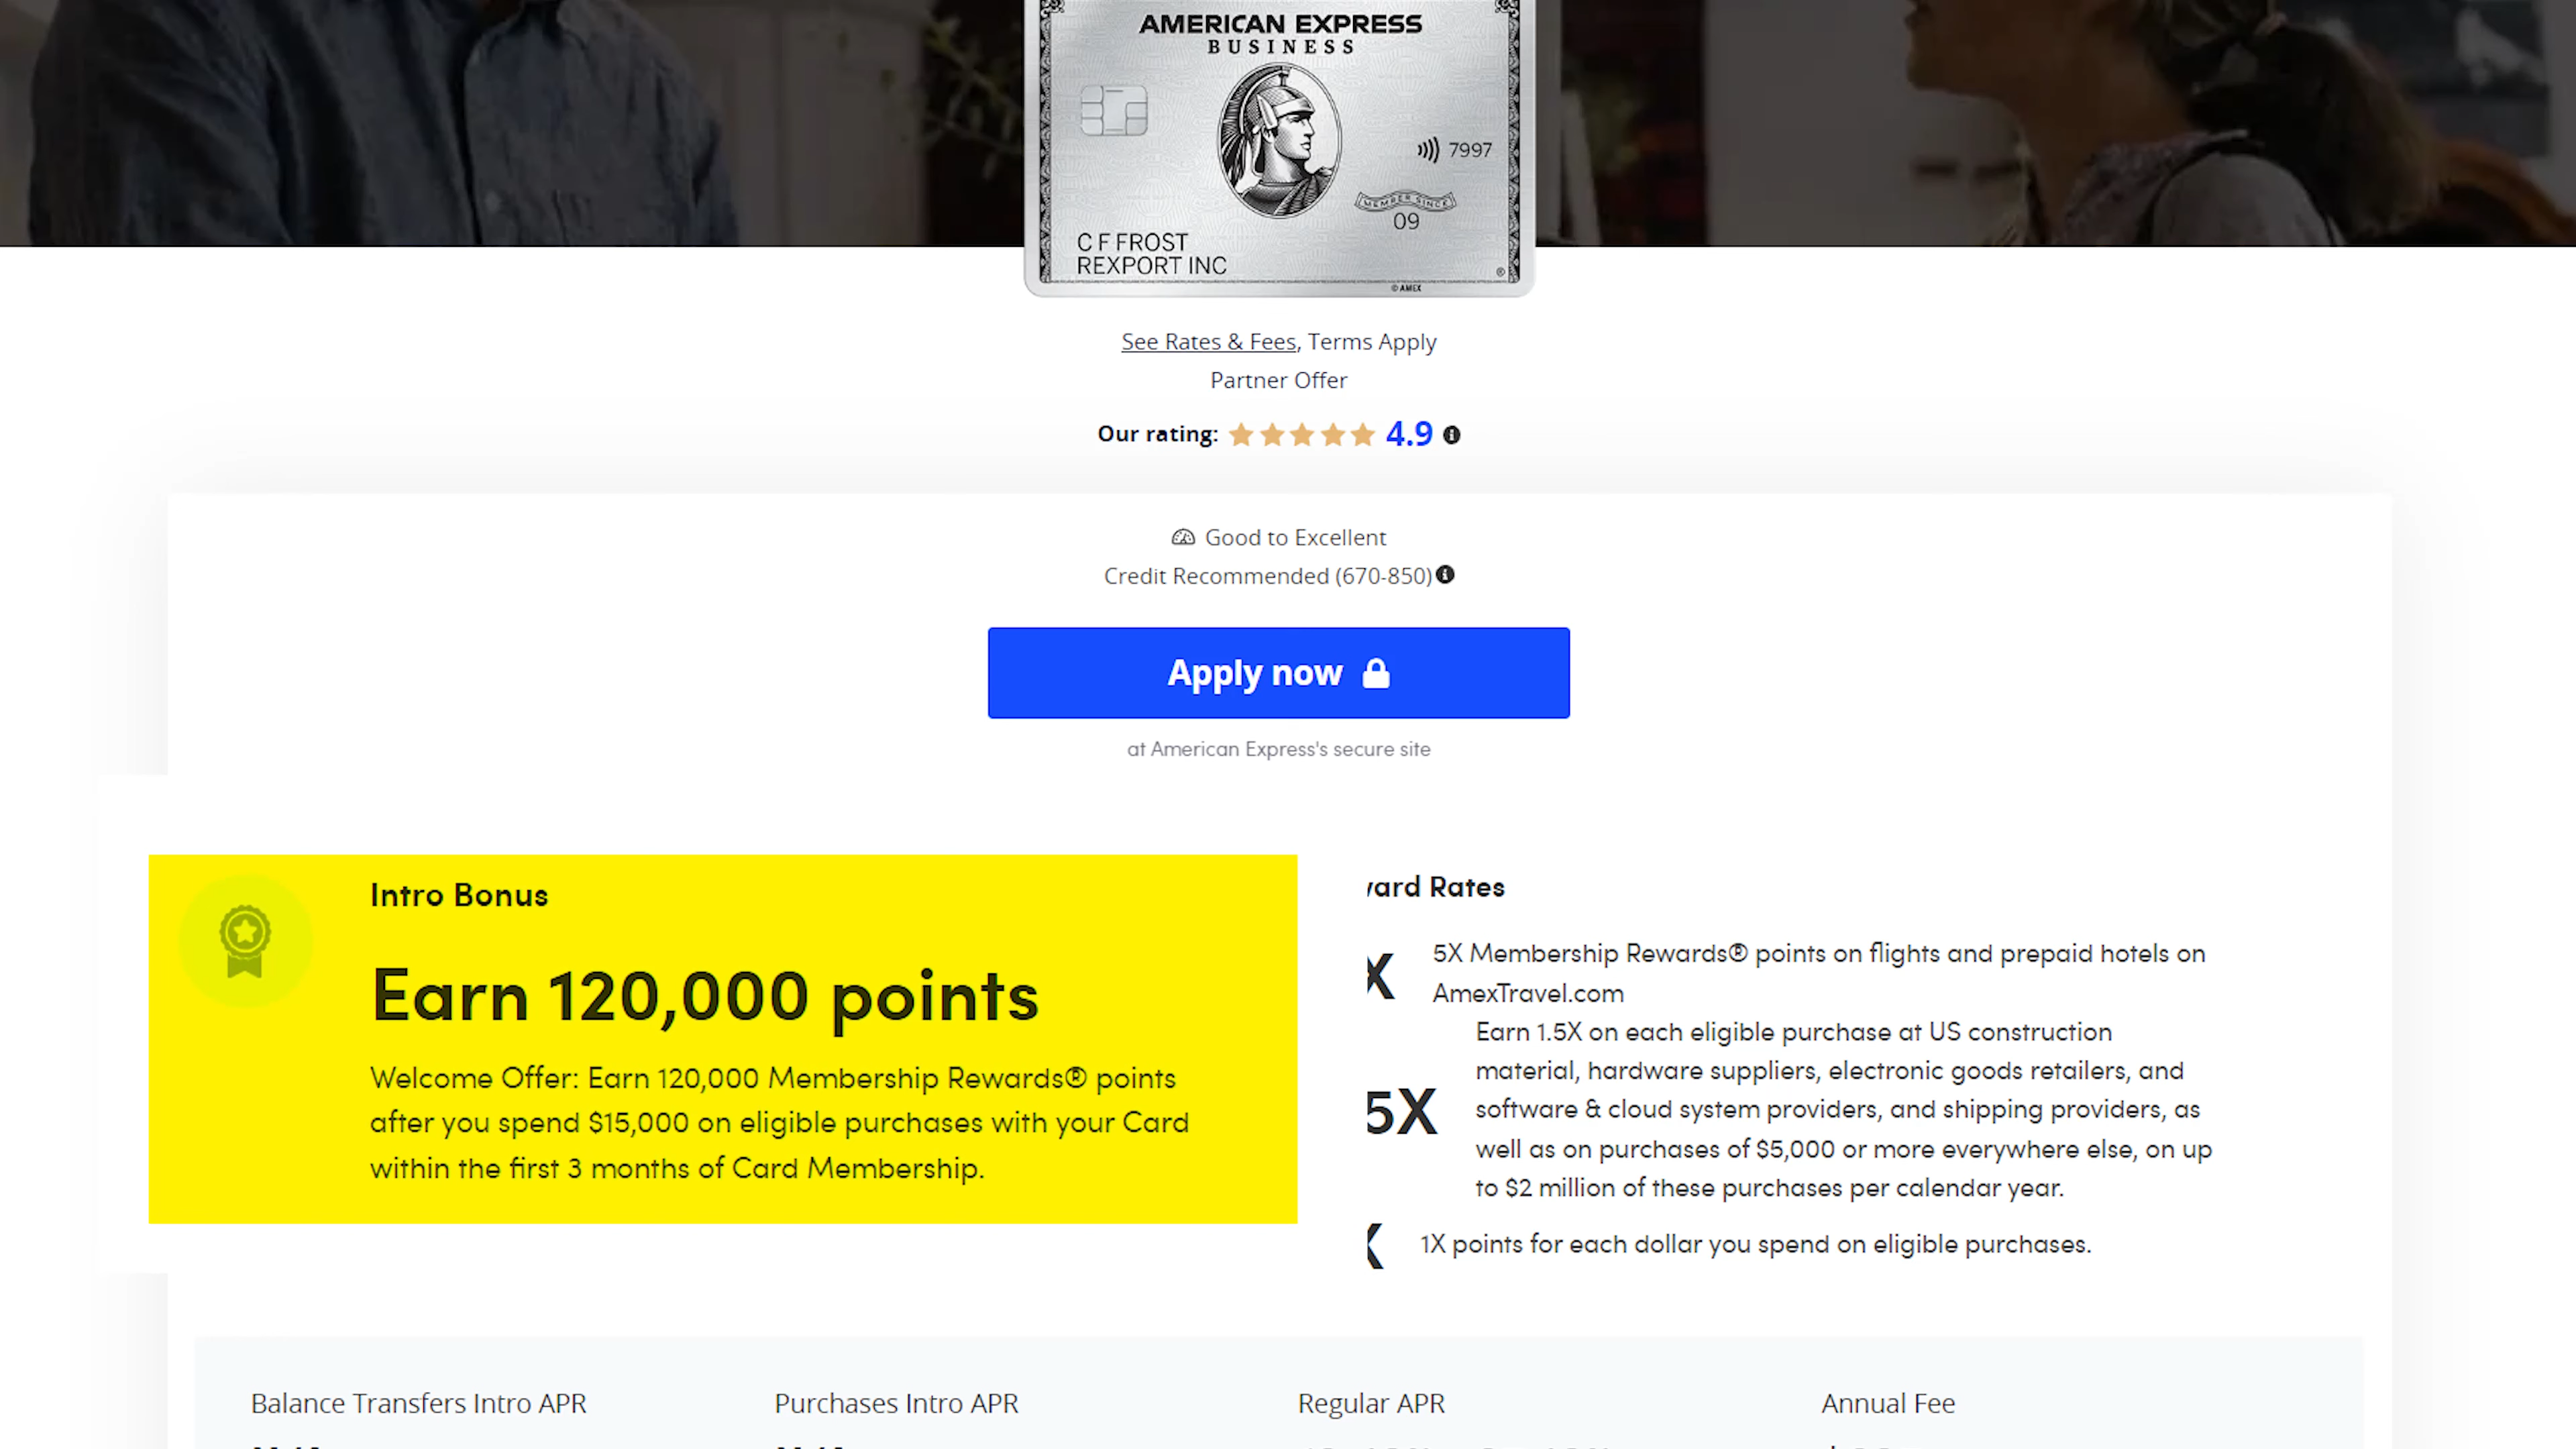 AMERICAN EXPRESS
BUSINESS
7997
MEMBER SINCE
09
C F FROST
REXPORT INC
®
© AMEX
See Rates & Fees, Terms Apply
Partner Offer
Our rating: 4.9
Good to Excellent
Credit Recommended (670-850)
Apply now
at American Express's secure site
Intro Bonus
Earn 120,000 points
Welcome Offer: Earn 120,000 Membership Rewards® points
after you spend $15,000 on eligible purchases with your Card
within the first 3 months of Card Membership.
ard Rates
X
5X Membership Rewards® points on flights and prepaid hotels on
AmexTravel.com
5X
Earn 1.5X on each eligible purchase at US construction
material, hardware suppliers, electronic goods retailers, and
software & cloud system providers, and shipping providers, as
well as on purchases of $5,000 or more everywhere else, on up
to $2 million of these purchases per calendar year.
X
1X points for each dollar you spend on eligible purchases.
Balance Transfers Intro APR
Purchases Intro APR
Regular APR
Annual Fee